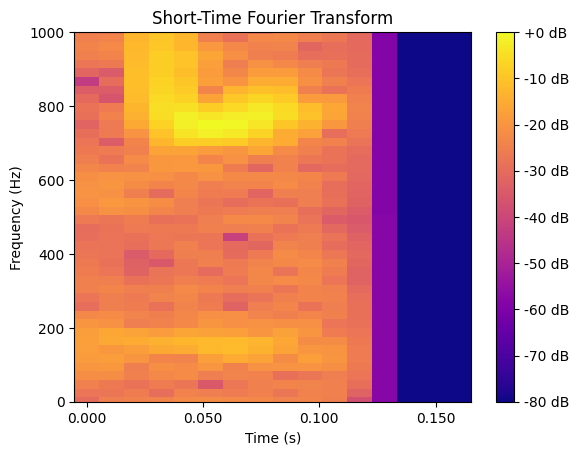 Short-Time Fourier Transform
1000
800
600
400
200
0
Frequency (Hz)
0.000
0.050
0.100
0.150
Time (s)
+0 dB
-10 dB
-20 dB
-30 dB
-40 dB
-50 dB
-60 dB
-70 dB
-80 dB